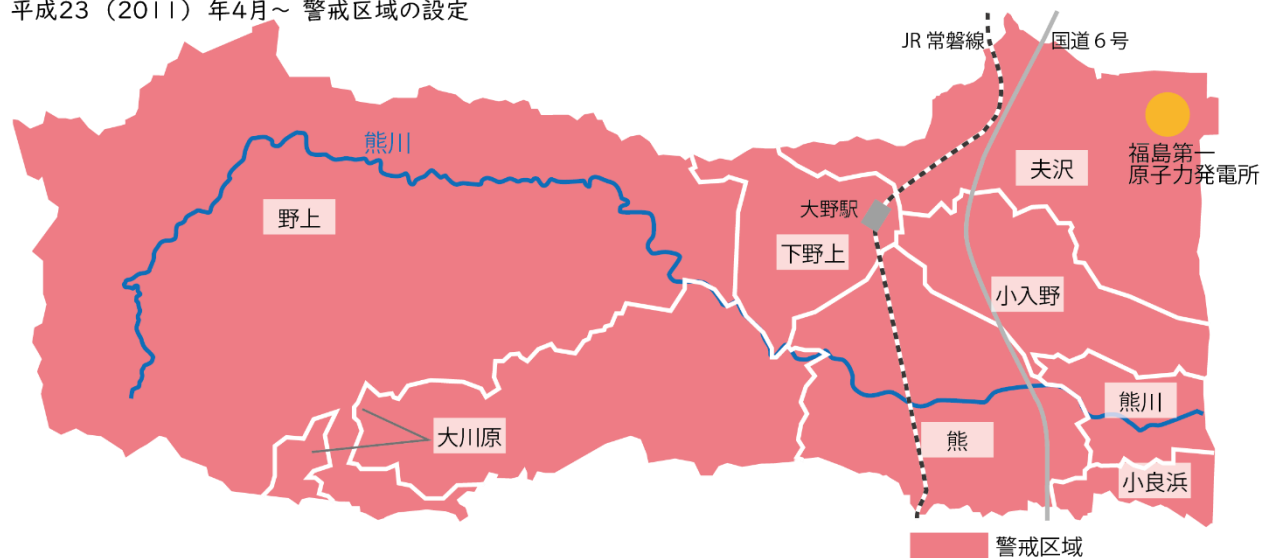 平成23（2011）年4月〜 警戒区域の設定
JR 常磐線
国道６号
熊川
福島第一
原子力発電所
夫沢
野上
大野駅
下野上
小入野
熊川
大川原
熊
小良浜
警戒区域